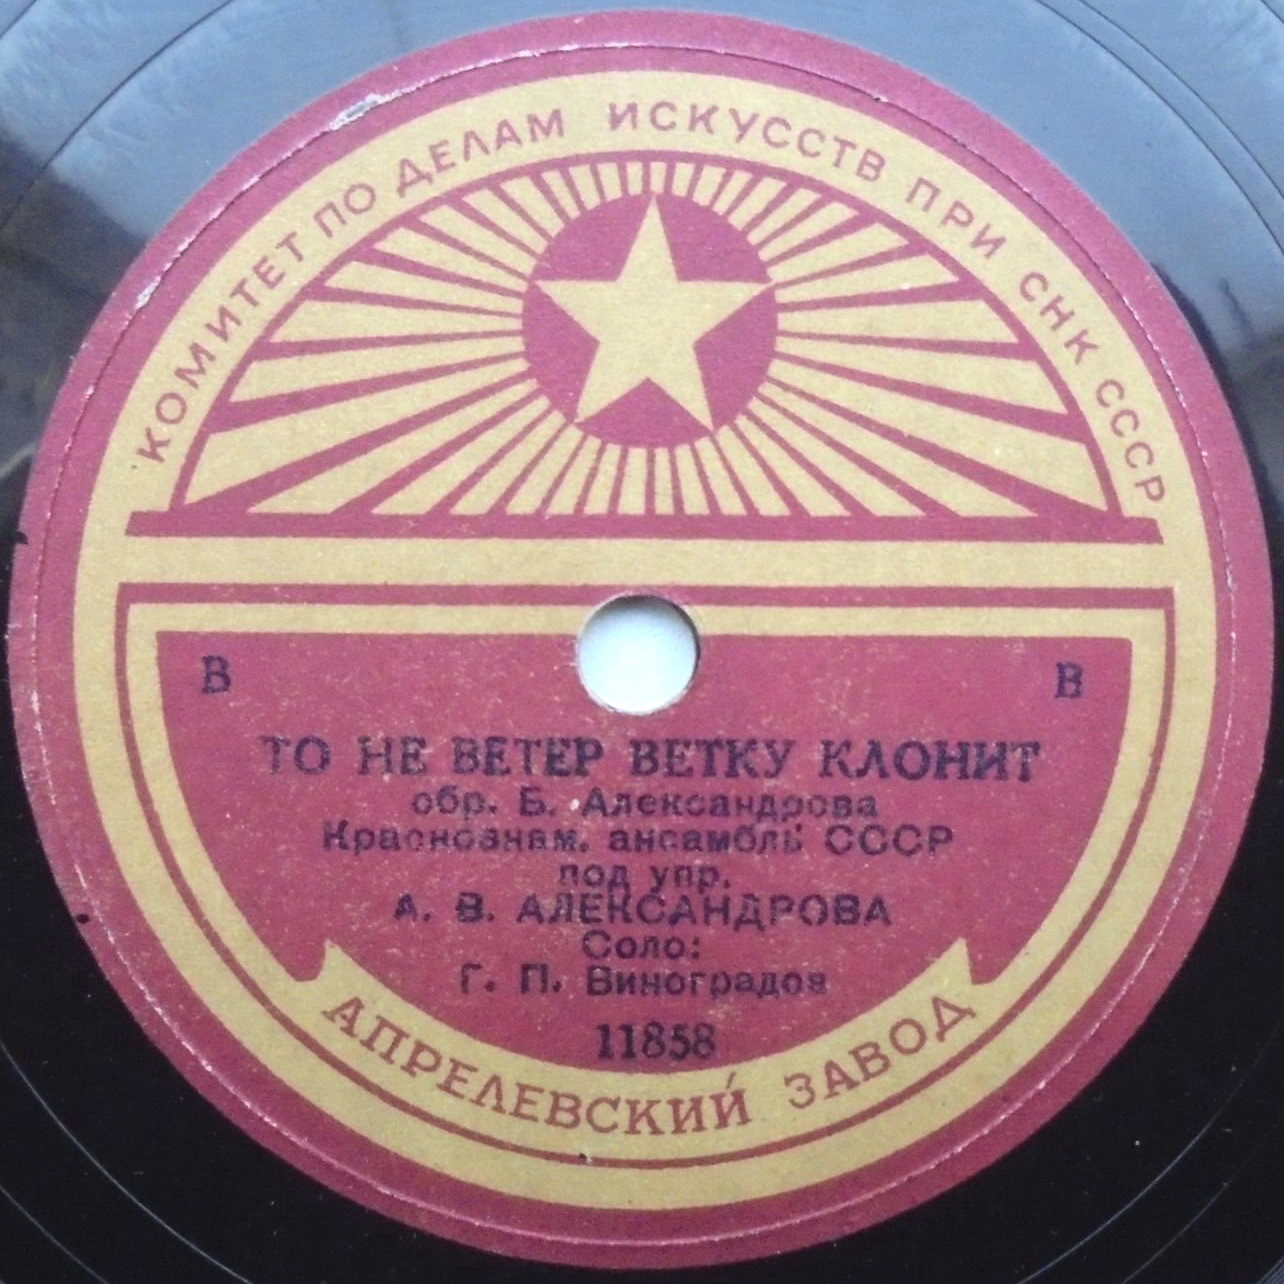 КОМИТЕТ ПО ДЕЛАМ ИСКУССТВ ПРИ СНК СССР
В В
ТО НЕ ВЕТЕР ВЕТКУ КЛОНИТ
обр. Б. Александрова
Краснознам. ансамбль СССР
под упр.
А. В. АЛЕКСАНДРОВА
Соло:
Г. П. Виноградов
11858
АПРЕЛЕВСКИЙ ЗАВОД